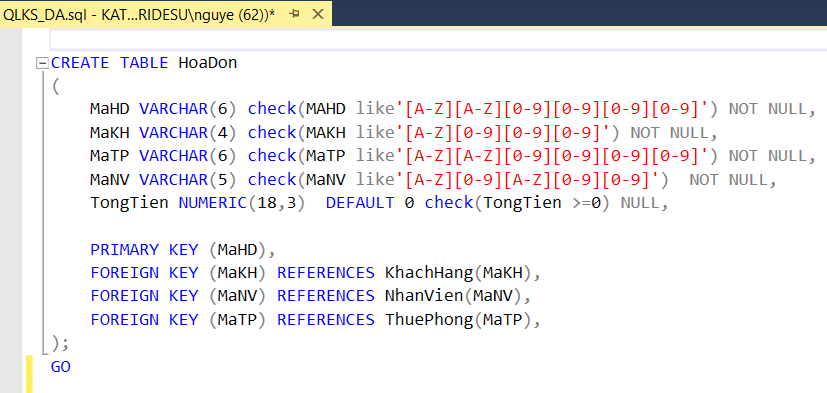 QLKS_DA.sql - KAT...RIDESU\nguye (62))*
CREATE TABLE HoaDon
(
MaHD VARCHAR(6) check(MAHD like'[A-Z][A-Z][0-9][0-9][0-9][0-9]') NOT NULL,
MaKH VARCHAR(4) check(MAKH like'[A-Z][0-9][0-9][0-9]') NOT NULL,
MaTP VARCHAR(6) check(MaTP like'[A-Z][A-Z][0-9][0-9][0-9][0-9]') NOT NULL,
MaNV VARCHAR(5) check(MaNV like'[A-Z][0-9][A-Z][0-9][0-9]')  NOT NULL,
TongTien NUMERIC(18,3)  DEFAULT 0 check(TongTien >=0) NULL,
PRIMARY KEY (MaHD),
FOREIGN KEY (MaKH) REFERENCES KhachHang(MaKH),
FOREIGN KEY (MaNV) REFERENCES NhanVien(MaNV),
FOREIGN KEY (MaTP) REFERENCES ThuePhong(MaTP),
);
GO